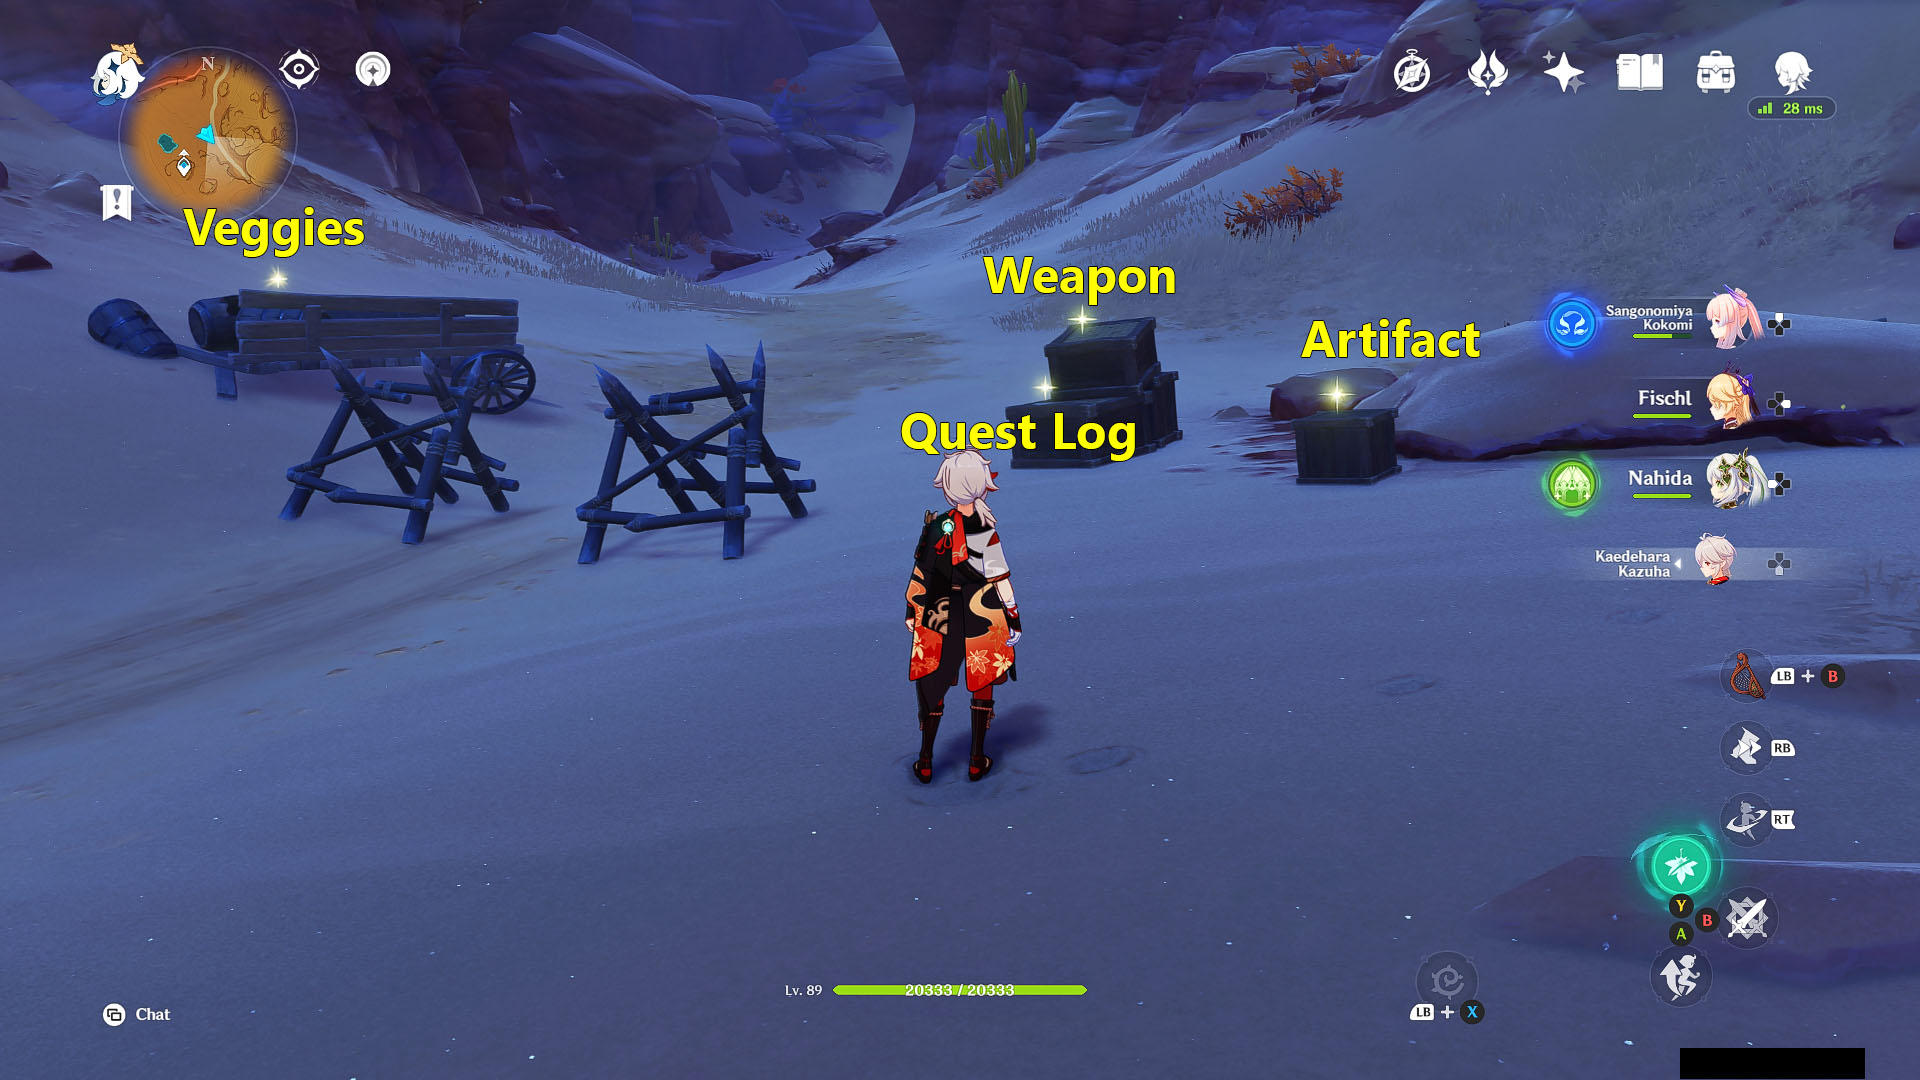 N
28 ms
Veggies
Weapon
Artifact
Quest Log
Sangonomiya
Kokomi
Fischl
Nahida
Kaedehara
Kazuha
LB + B
RB
RT
Y
B
A
Lv. 89 20333 / 20333
LB + X
Chat